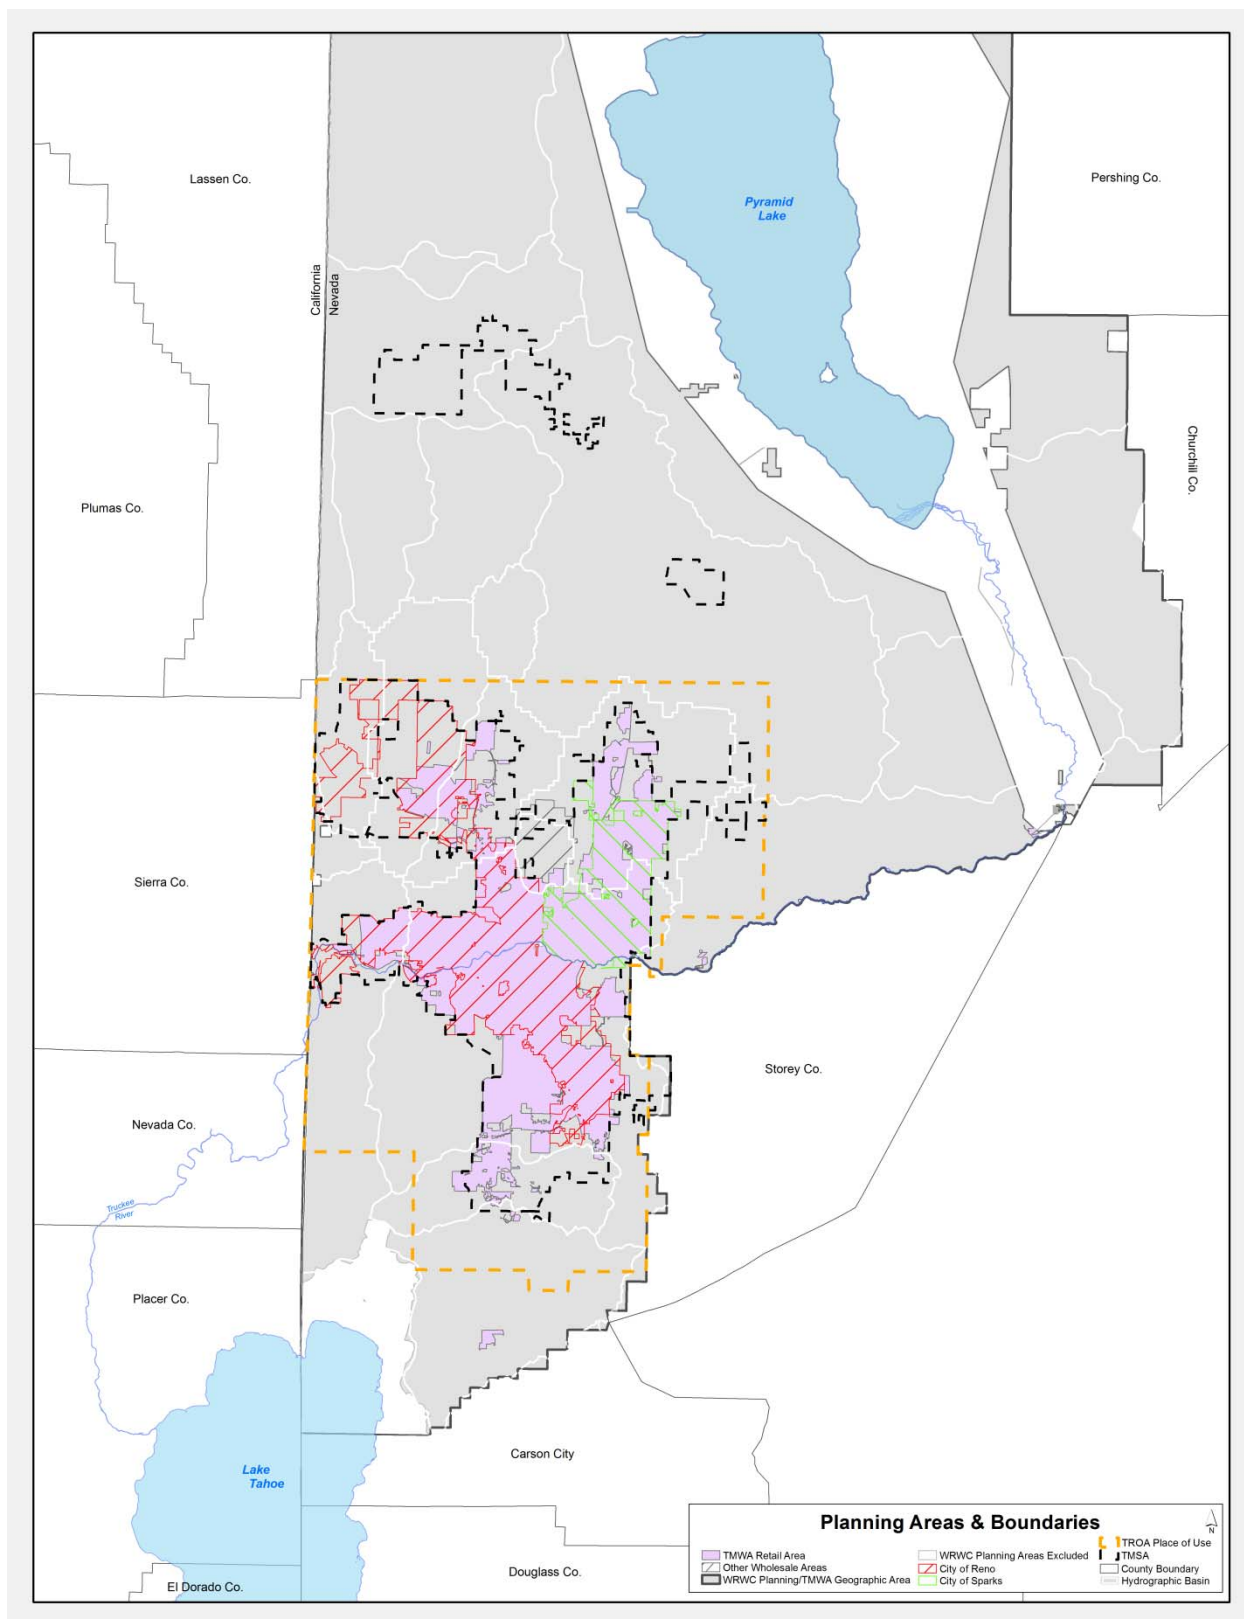 Lassen Co.
Pershing Co.
Pyramid
Lake
California
Nevada
Churchill Co.
Plumas Co.
Sierra Co.
Storey Co.
Nevada Co.
Truckee
River
Placer Co.
Carson City
Lake
Tahoe
Douglass Co.
El Dorado Co.
Planning Areas & Boundaries
N
TMWA Retail Area
Other Wholesale Areas
WRWC Planning/TMWA Geographic Area
WRWC Planning Areas Excluded
City of Reno
City of Sparks
TROA Place of Use
TMSA
County Boundary
Hydrographic Basin